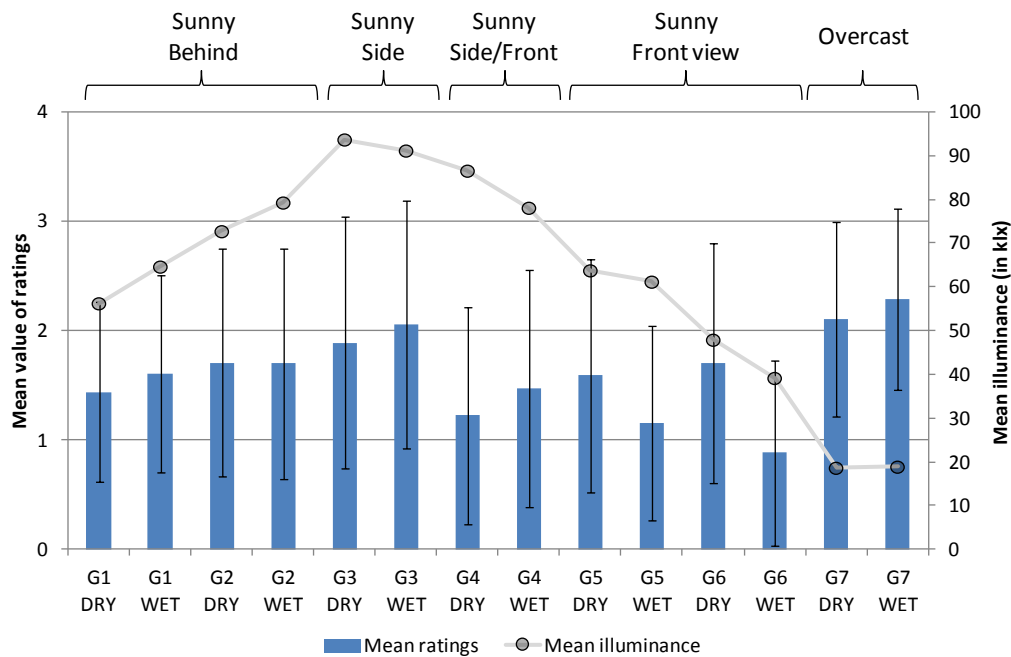 Sunny Sunny Sunny Sunny Overcast
Behind Side Side/Front Front view
4 100
90
80
3 70
60
2 50
40
1 30
20
10
0 0
Mean value of ratings
Mean illuminance (in klx)
G1 G1 G2 G2 G3 G3 G4 G4 G5 G5 G6 G6 G7 G7
DRY WET DRY WET DRY WET DRY WET DRY WET DRY WET DRY WET
Mean ratings Mean illuminance